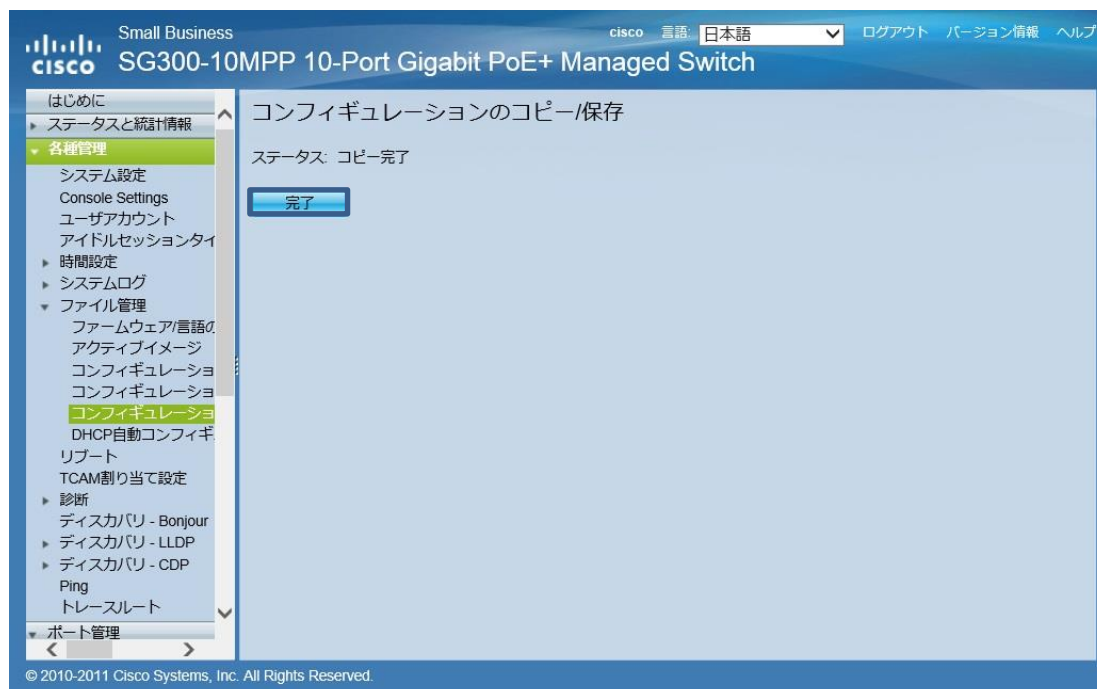 Small Business
cisco 言語: 日本語 ログアウト バージョン情報 ヘルプ
CISCO SG300-10MPP 10-Port Gigabit PoE+ Managed Switch
はじめに
ステータスと統計情報
各種管理
システム設定
Console Settings
ユーザアカウント
アイドルセッションタイ
時間設定
システムログ
ファイル管理
ファームウェア/言語の
アクティブイメージ
コンフィギュレーショ
コンフィギュレーショ
コンフィギュレーショ
DHCP自動コンフィギ
リブート
TCAM割り当て設定
診断
ディスカバリ - Bonjour
ディスカバリ - LLDP
ディスカバリ - CDP
Ping
トレースルート
ポート管理
コンフィギュレーションのコピー/保存
ステータス: コピー完了
完了
© 2010-2011 Cisco Systems, Inc. All Rights Reserved.